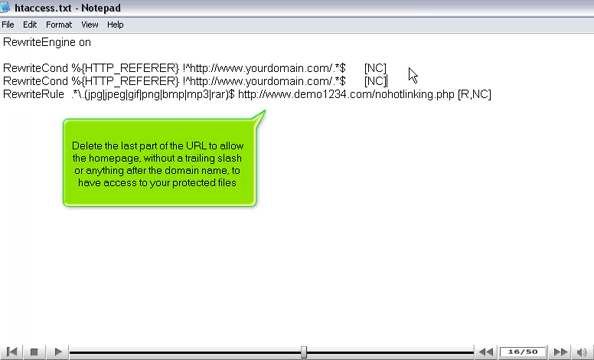 htaccess.txt - Notepad
File Edit Format View Help
RewriteEngine on
RewriteCond %{HTTP_REFERER} !^http://www.yourdomain.com/.*$ [NC]
RewriteCond %{HTTP_REFERER} !^http://www.yourdomain.com/.*$ [NC]
RewriteRule .*\.(jpg|jpeg|gif|png|bmp|mp3|rar)$ http://www.demo1234.com/nohotlinking.php [R,NC]
Delete the last part of the URL to allow
the homepage, without a trailing slash
or anything after the domain name, to
have access to your protected files
16/50